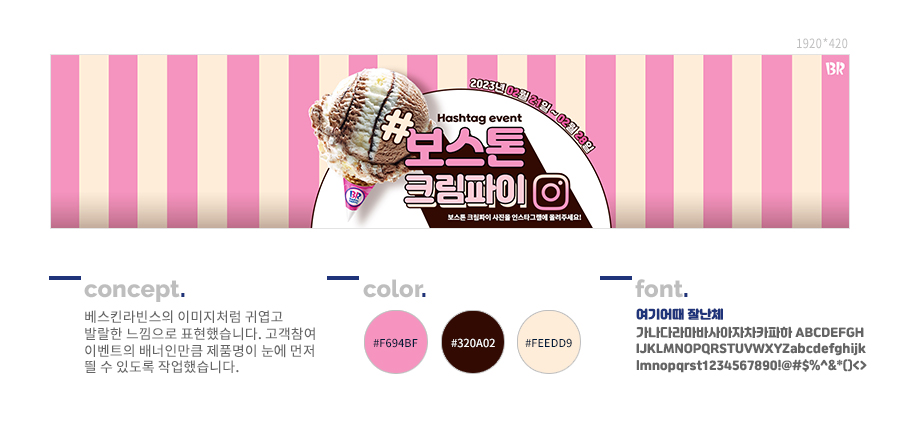 1920*420
BR
2023년 02월 21일 ~ 02월 28일
Hashtag event
#보스톤
크림파이
보스톤 크림파이 사진을 인스타그램에 올려주세요!
BR
concept.
베스킨라빈스의 이미지처럼 귀엽고
발랄한 느낌으로 표현했습니다. 고객참여
이벤트의 배너인만큼 제품명이 눈에 먼저
띌 수 있도록 작업했습니다.
color.
#F694BF
#320A02
#FEEDD9
font.
여기어때 잘난체
가나다라마바사아자차카파하 ABCDEFGH
IJKLMNOPQRSTUVWXYZabcdefghijk
lmnopqrst1234567890!@#$%^&*()<>